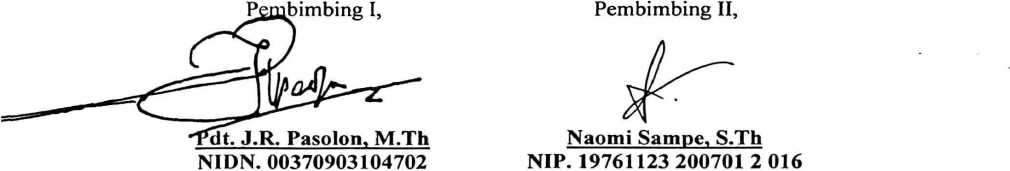 Pembimbing I,
Pdt. J.R. Pasolon, M.Th
NIDN. 00370903104702
Pembimbing II,
Naomi Sampe, S.Th
NIP. 19761123 200701 2 016